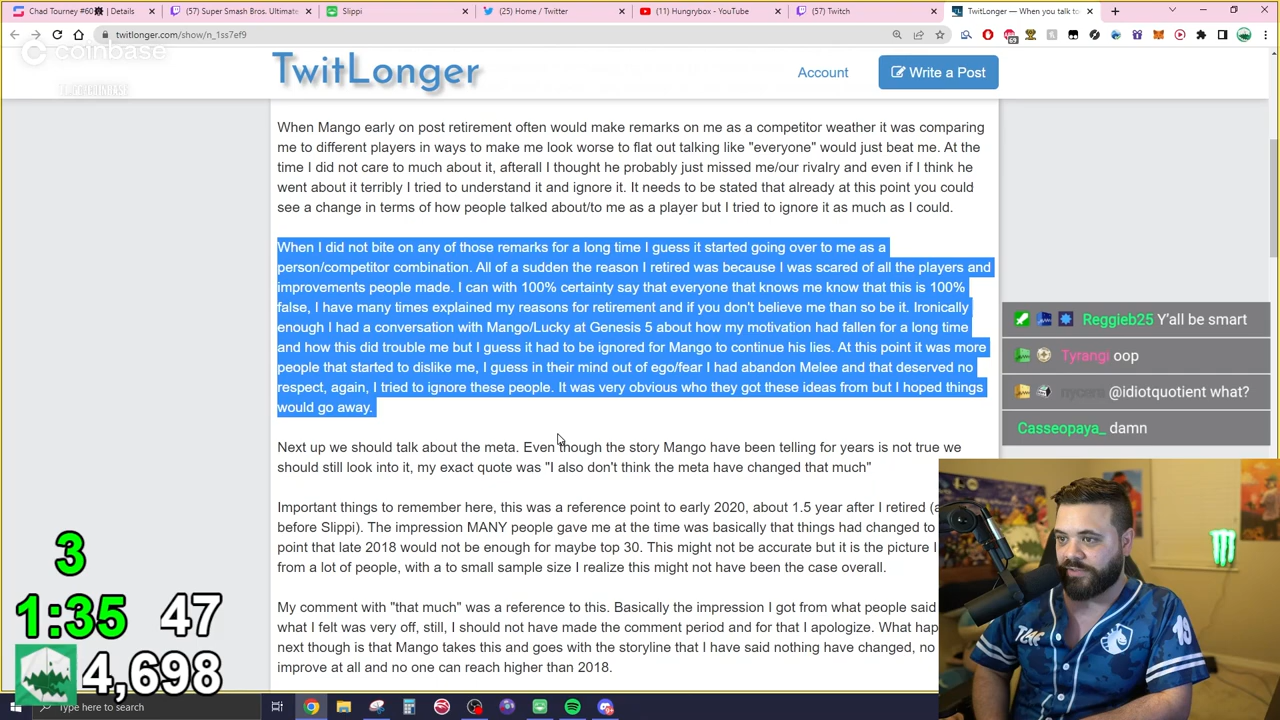 Chad Tourney #60 | Details
(57) Super Smash Bros. Ultimate
Slippi
(25) Home / Twitter
(11) Hungrybox - YouTube
(57) Twitch
TwitLonger — When you talk to
twitlonger.com/show/n_1ss7ef9
69
coinbase
TwitLonger
Account
Write a Post
When Mango early on post retirement often would make remarks on me as a competitor weather it was comparing
me to different players in ways to make me look worse to flat out talking like "everyone" would just beat me. At the
time I did not care to much about it, afterall I thought he probably just missed me/our rivalry and even if I think he
went about it terribly I tried to understand it and ignore it. It needs to be stated that already at this point you could
see a change in terms of how people talked about/to me as a player but I tried to ignore it as much as I could.
When I did not bite on any of those remarks for a long time I guess it started going over to me as a
person/competitor combination. All of a sudden the reason I retired was because I was scared of all the players and
improvements people made. I can with 100% certainty say that everyone that knows me know that this is 100%
false, I have many times explained my reasons for retirement and if you don't believe me than so be it. Ironically
enough I had a conversation with Mango/Lucky at Genesis 5 about how my motivation had fallen for a long time
and how this did trouble me but I guess it had to be ignored for Mango to continue his lies. At this point it was more
people that started to dislike me, I guess in their mind out of ego/fear I had abandon Melee and that deserved no
respect, again, I tried to ignore these people. It was very obvious who they got these ideas from but I hoped things
would go away.
Next up we should talk about the meta. Even though the story Mango have been telling for years is not true we
should still look into it, my exact quote was "I also don't think the meta have changed that much"
Important things to remember here, this was a reference point to early 2020, about 1.5 year after I retired (a
before Slippi). The impression MANY people gave me at the time was basically that things had changed to
point that late 2018 would not be enough for maybe top 30. This might not be accurate but it is the picture I
from a lot of people, with a to small sample size I realize this might not have been the case overall.
My comment with "that much" was a reference to this. Basically the impression I got from what people said
what I felt was very off, still, I should not have made the comment period and for that I apologize. What hap
next though is that Mango takes this and goes with the storyline that I have said nothing have changed, no
improve at all and no one can reach higher than 2018.
Reggieb25 Y'all be smart
Tyrangi oop
nycera @idiotquotient what?
Casseopaya_ damn
3
1:35 47
4,698
Type here to search